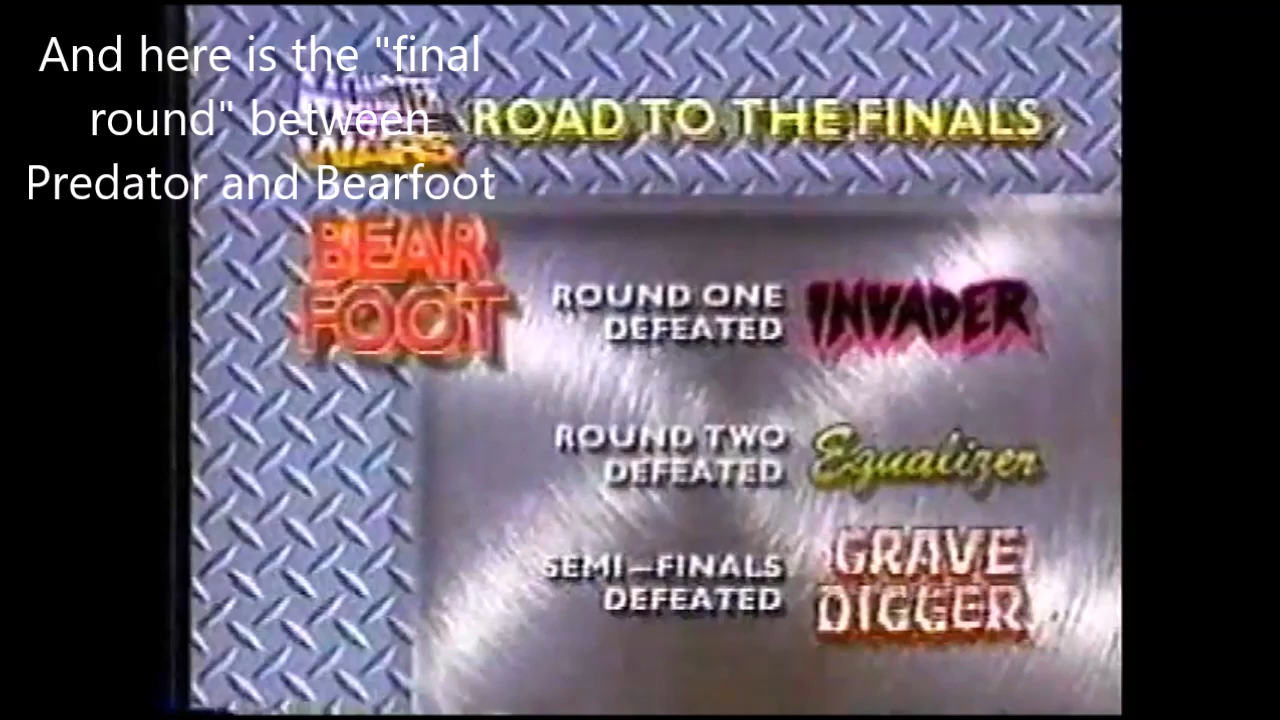 And here is the "final
round" between
Predator and Bearfoot
WARS
ROAD TO THE FINALS
BEAR
FOOT
ROUND ONE
DEFEATED
INVADER
ROUND TWO
DEFEATED
Equalizer
SEMI-FINALS
DEFEATED
GRAVE
DIGGER